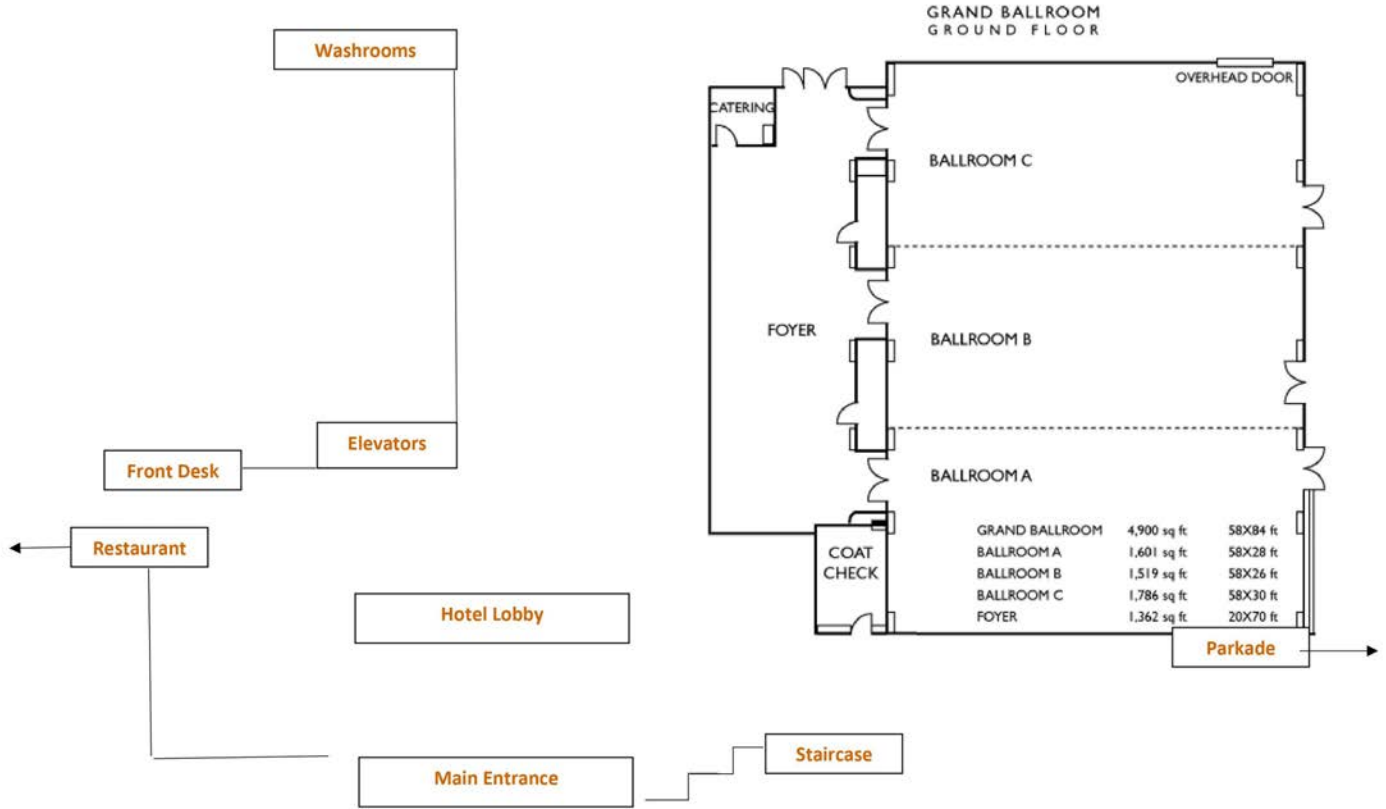 GRAND BALLROOM
GROUND FLOOR
Washrooms
OVERHEAD DOOR
CATERING
BALLROOM C
FOYER
BALLROOM B
Elevators
Front Desk
BALLROOM A
GRAND BALLROOM 4,900 sq ft 58X84 ft
BALLROOM A 1,601 sq ft 58X28 ft
BALLROOM B 1,519 sq ft 58X26 ft
BALLROOM C 1,786 sq ft 58X30 ft
FOYER 1,362 sq ft 20X70 ft
COAT
CHECK
Restaurant
Hotel Lobby
Parkade
Staircase
Main Entrance